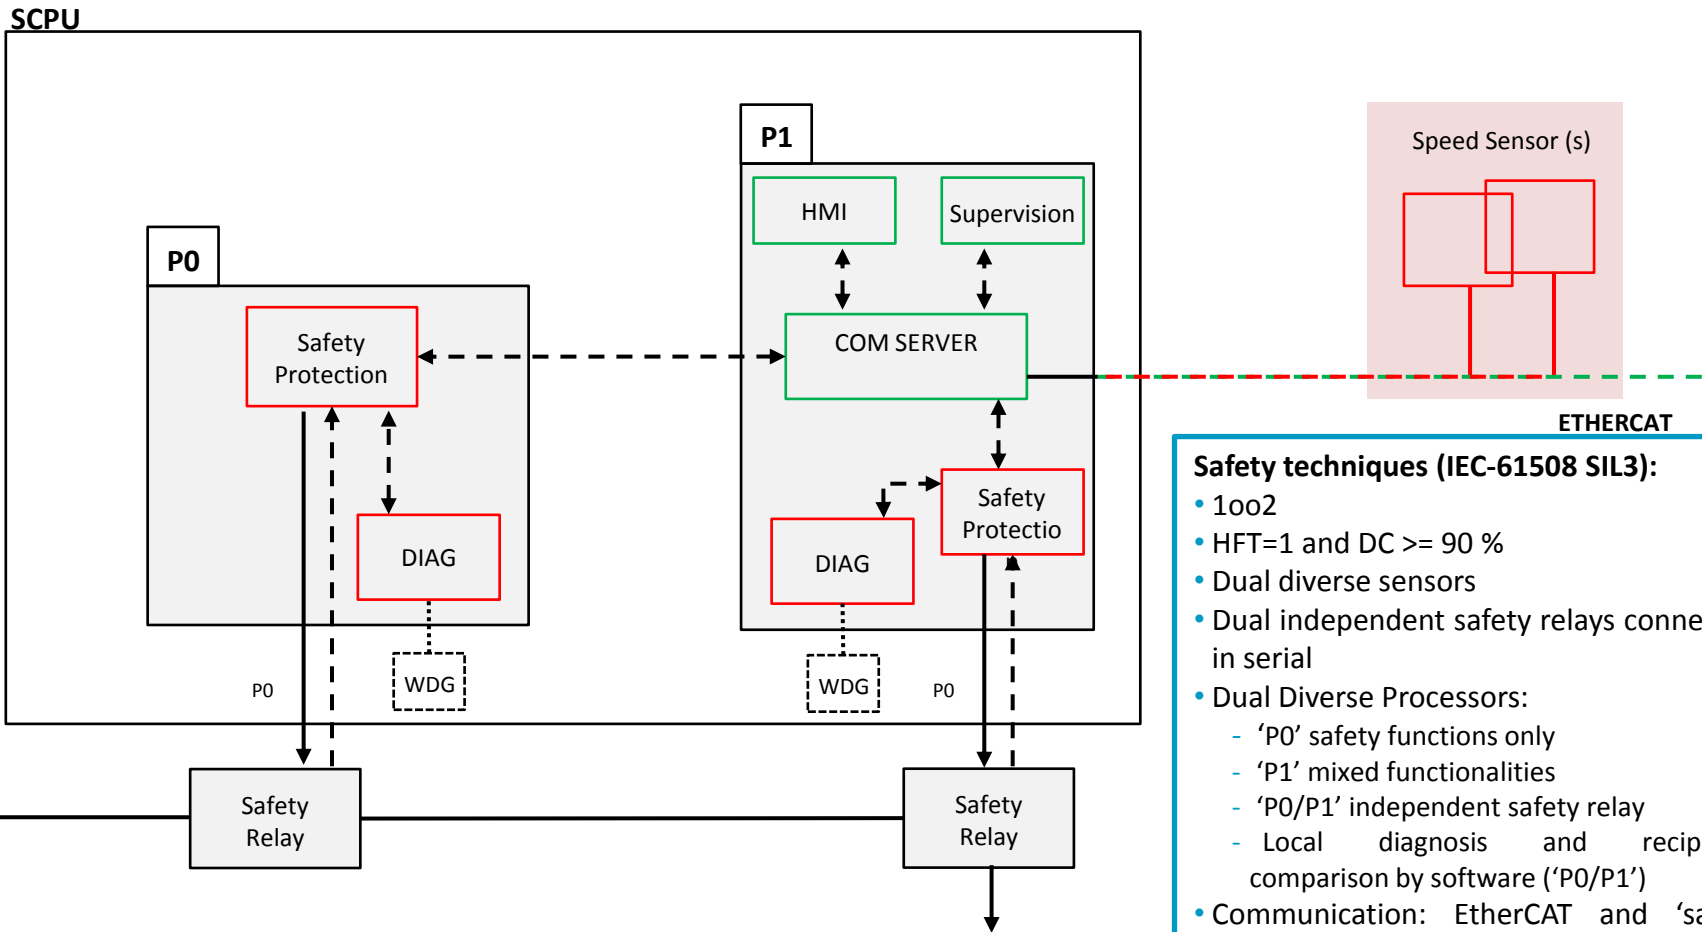 SCPU
P1
Speed Sensor (s)
HMI
Supervision
P0
Safety
Protection
COM SERVER
ETHERCAT
Safety techniques (IEC-61508 SIL3):
• 1oo2
• HFT=1 and DC >= 90 %
• Dual diverse sensors
• Dual independent safety relays conne
in serial
• Dual Diverse Processors:
- ‘P0’ safety functions only
- ‘P1’ mixed functionalities
- ‘P0/P1’ independent safety relay
- Local diagnosis and recip
comparison by software (‘P0/P1’)
• Communication: EtherCAT and ‘sa
Safety
Protectio
DIAG
DIAG
WDG
WDG
P0
P0
Safety
Relay
Safety
Relay